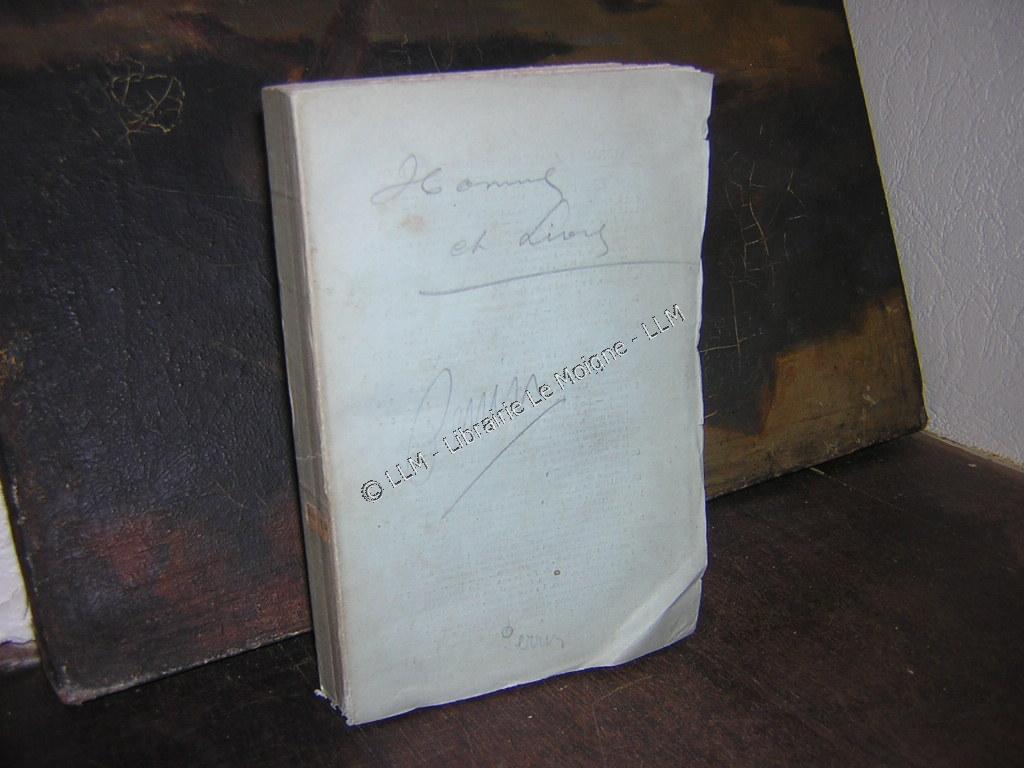 Hommes
et Livres
© LLM - Librairie Le Moigne - LLM
Perrin